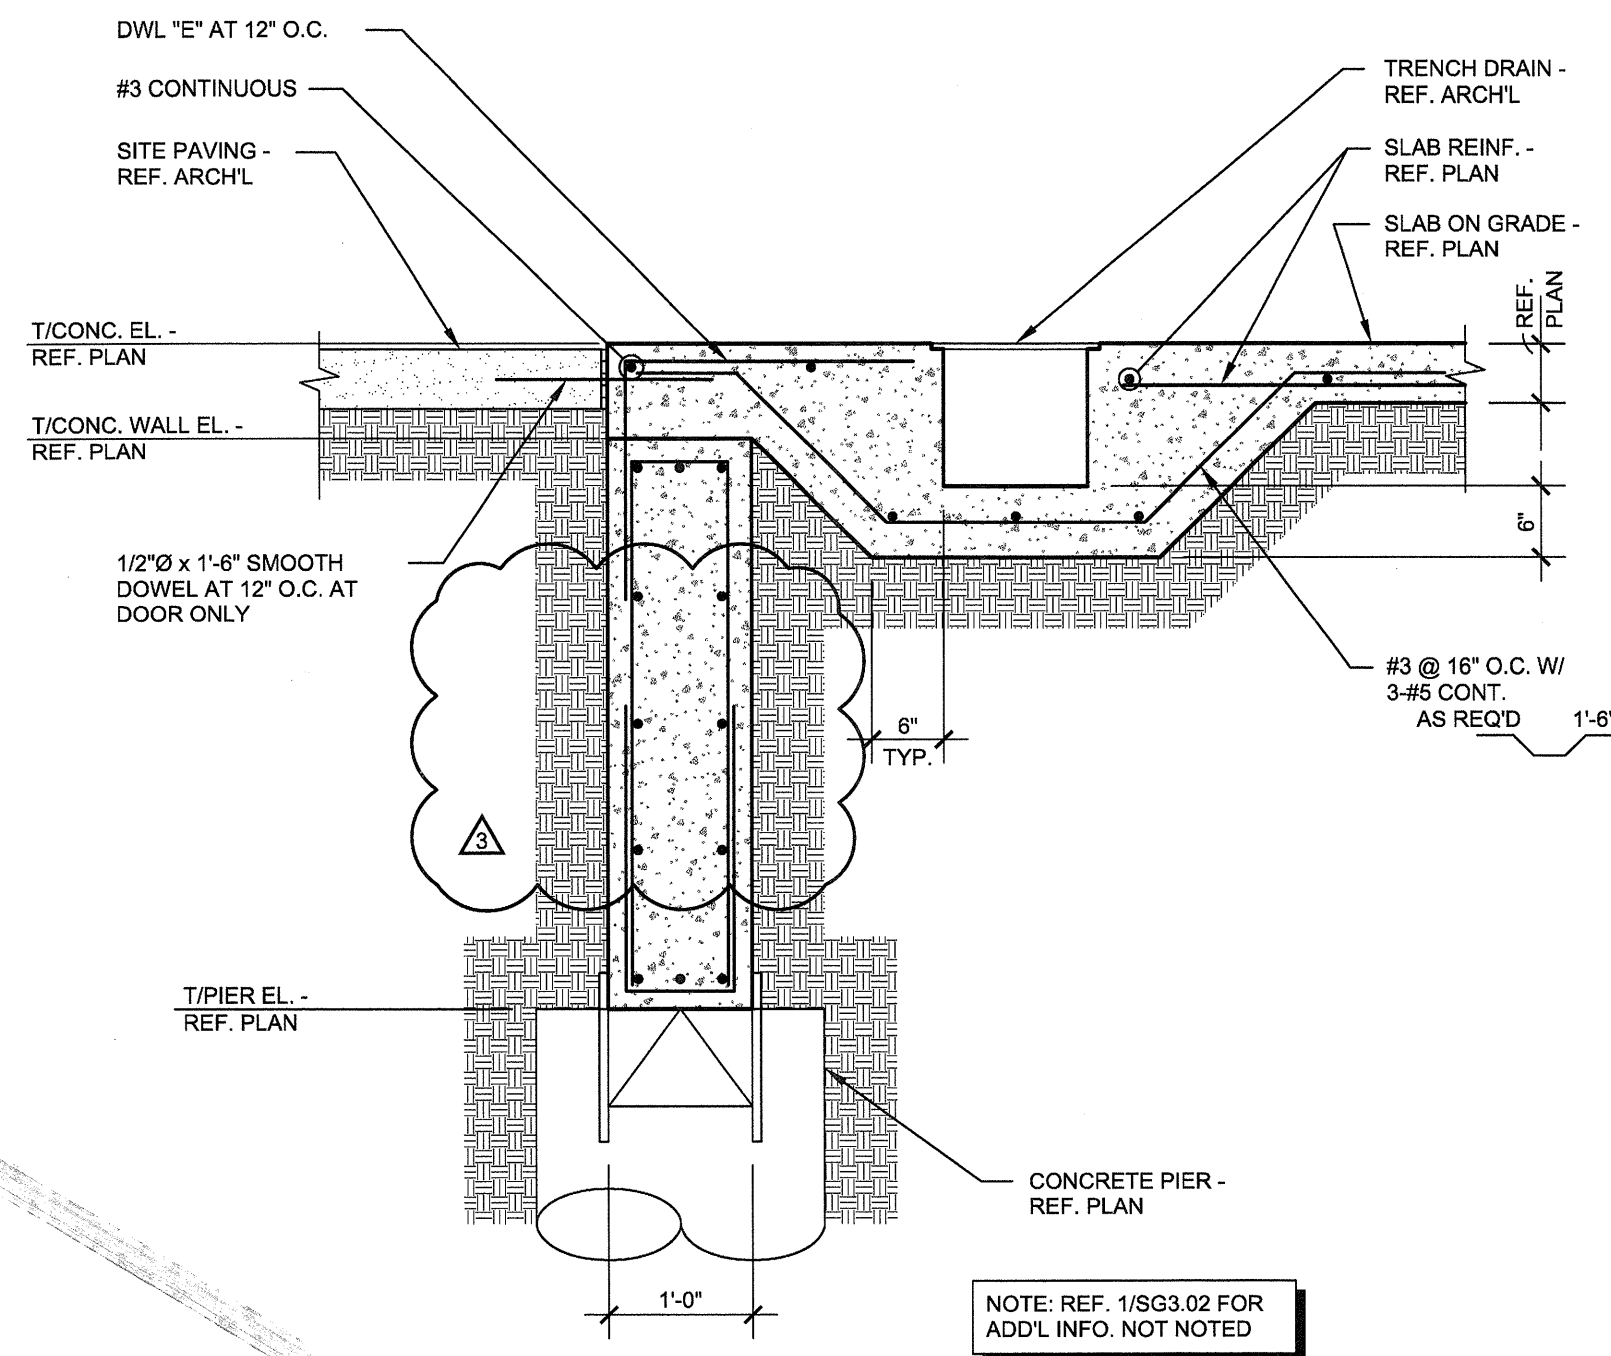 DWL "E" AT 12" O.C.
#3 CONTINUOUS
SITE PAVING -
REF. ARCH'L
T/CONC. EL. -
REF. PLAN
T/CONC. WALL EL. -
REF. PLAN
1/2"Ø x 1'-6" SMOOTH
DOWEL AT 12" O.C. AT
DOOR ONLY
3
T/PIER EL. -
REF. PLAN
TRENCH DRAIN -
REF. ARCH'L
SLAB REINF. -
REF. PLAN
SLAB ON GRADE -
REF. PLAN
REF.
PLAN
6"
#3 @ 16" O.C. W/
3-#5 CONT.
AS REQ'D 1'-6"
6"
TYP.
CONCRETE PIER -
REF. PLAN
1'-0"
NOTE: REF. 1/SG3.02 FOR
ADD'L INFO. NOT NOTED